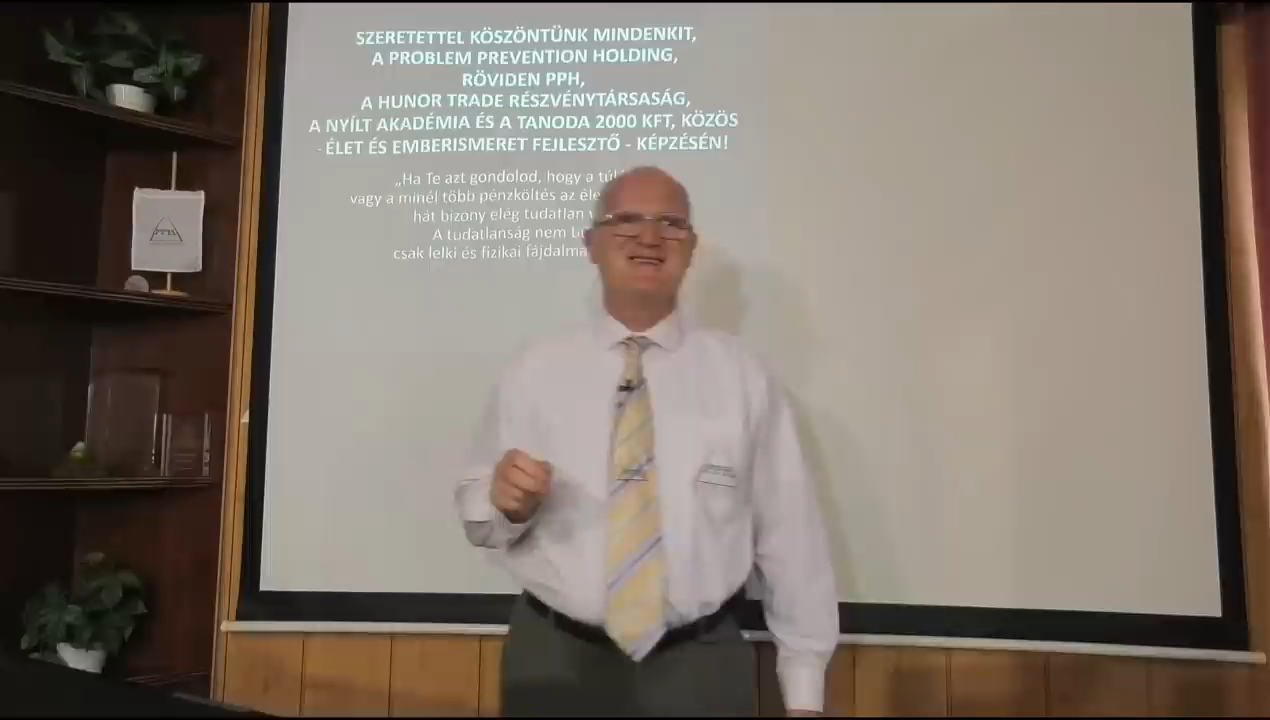 SZERETETTEL KÖSZÖNTÜNK MINDENKIT,
A PROBLEM PREVENTION HOLDING,
RÖVIDEN PPH,
A HUNOR TRADE RÉSZVÉNYTÁRSASÁG,
A NYÍLT AKADÉMIA ÉS A TANODA 2000 KFT, KÖZÖS
- ÉLET ÉS EMBERISMERET FEJLESZTŐ - KÉPZÉSÉN!
„Ha Te azt gondolod, hogy a
vagy a minél több pénzköltés az
hát bizony elég tudatlan
A tudatlanság nem
csak lelki és fizikai